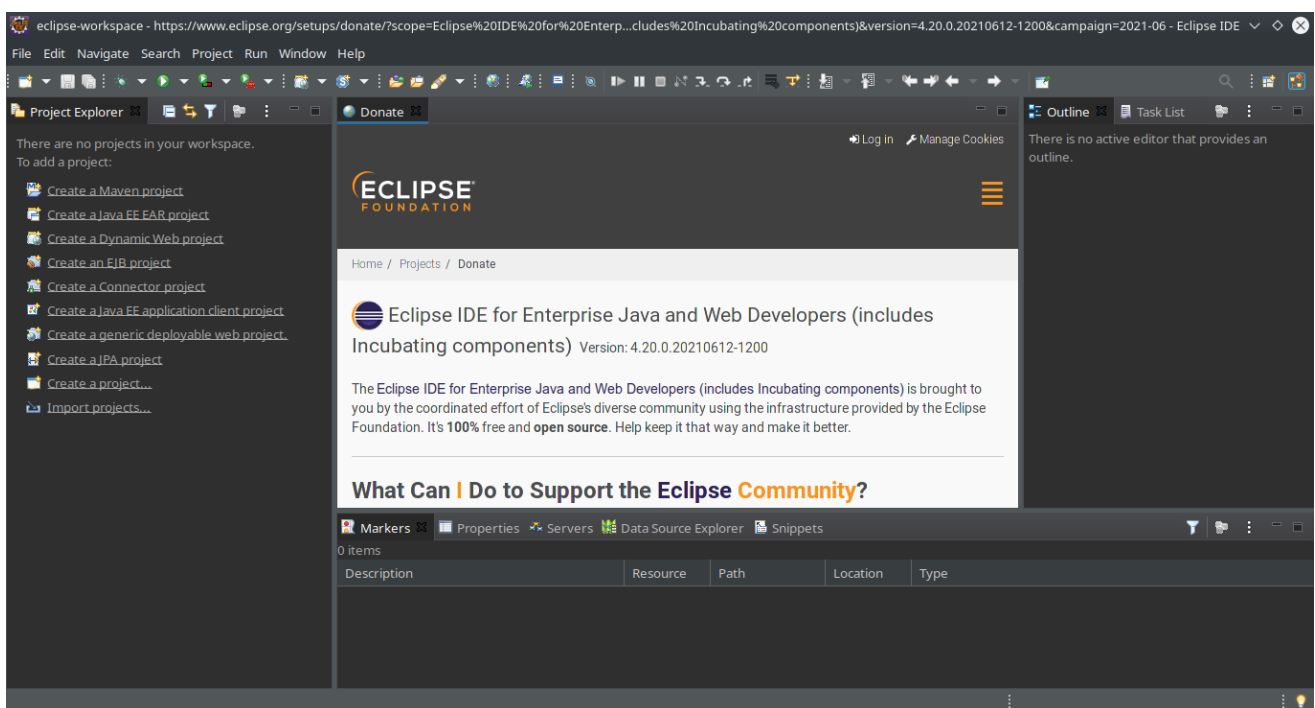 eclipse-workspace - https://www.eclipse.org/setups/donate/?scope=Eclipse%20IDE%20for%20Enterp...cludes%20Incubating%20components)&version=4.20.0.20210612-1200&campaign=2021-06 - Eclipse IDE
File Edit Navigate Search Project Run Window Help
Project Explorer
There are no projects in your workspace.
To add a project:
Create a Maven project
Create a Java EE EAR project
Create a Dynamic Web project
Create an EJB project
Create a Connector project
Create a Java EE application client project
Create a generic deployable web project.
Create a JPA project
Create a project...
Import projects...
Donate
Log in Manage Cookies
ECLIPSE
FOUNDATION
Home / Projects / Donate
Eclipse IDE for Enterprise Java and Web Developers (includes
Incubating components) Version: 4.20.0.20210612-1200
The Eclipse IDE for Enterprise Java and Web Developers (includes Incubating components) is brought to
you by the coordinated effort of Eclipse's diverse community using the infrastructure provided by the Eclipse
Foundation. It's 100% free and open source. Help keep it that way and make it better.
What Can I Do to Support the Eclipse Community?
Outline Task List
There is no active editor that provides an
outline.
Markers Properties Servers Data Source Explorer Snippets
0 items
Description Resource Path Location Type